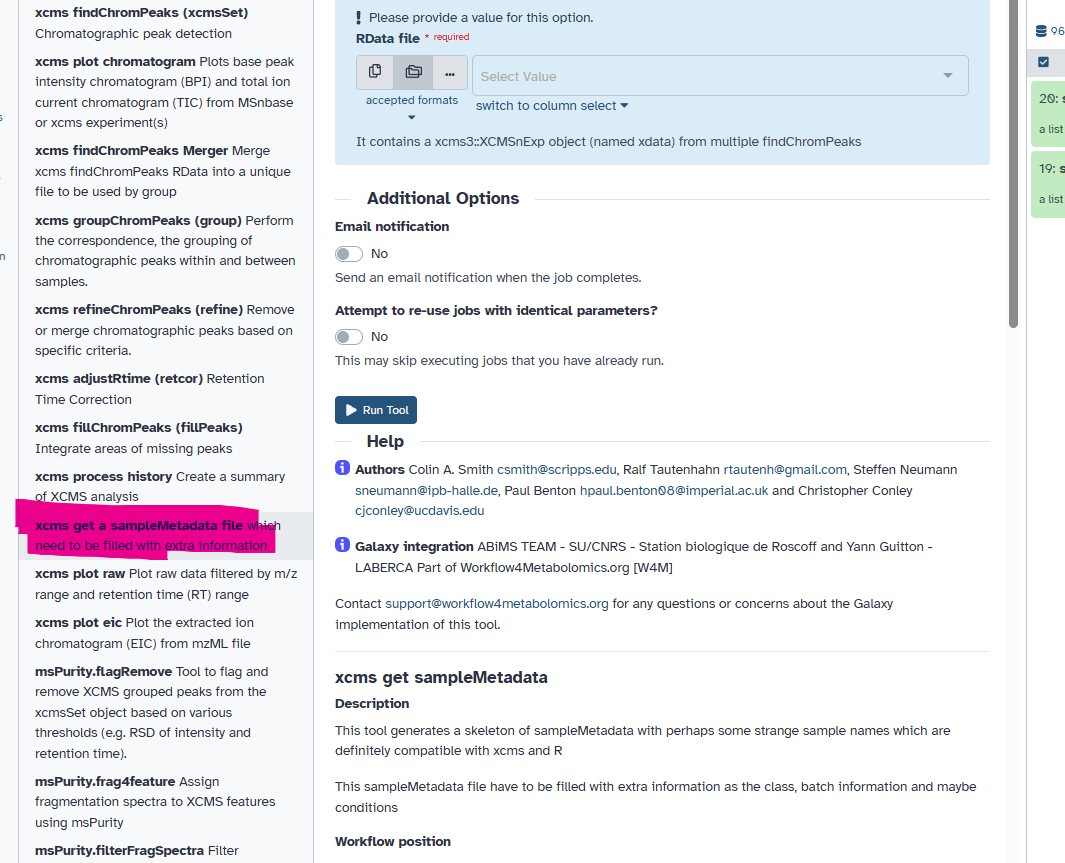 xcms findChromPeaks (xcmsSet)
Chromatographic peak detection
xcms plot chromatogram Plots base peak
intensity chromatogram (BPI) and total ion
current chromatogram (TIC) from MSnbase
or xcms experiment(s)
xcms findChromPeaks Merger Merge
xcms findChromPeaks RData into a unique
file to be used by group
xcms groupChromPeaks (group) Perform
the correspondence, the grouping of
chromatographic peaks within and between
samples.
xcms refineChromPeaks (refine) Remove
or merge chromatographic peaks based on
specific criteria.
xcms adjustRtime (retcor) Retention
Time Correction
xcms fillChromPeaks (fillPeaks)
Integrate areas of missing peaks
xcms process history Create a summary
of XCMS analysis
xcms get a sampleMetadata file which
need to be filled with extra information
xcms plot raw Plot raw data filtered by m/z
range and retention time (RT) range
xcms plot eic Plot the extracted ion
chromatogram (EIC) from mzML file
msPurity.flagRemove Tool to flag and
remove XCMS grouped peaks from the
xcmsSet object based on various
thresholds (e.g. RSD of intensity and
retention time).
msPurity.frag4feature Assign
fragmentation spectra to XCMS features
using msPurity
msPurity.filterFragSpectra Filter
Please provide a value for this option.
RData file * required
Select Value
accepted formats
switch to column select
It contains a xcms3::XCMSnExp object (named xdata) from multiple findChromPeaks
Additional Options
Email notification
No
Send an email notification when the job completes.
Attempt to re-use jobs with identical parameters?
No
This may skip executing jobs that you have already run.
Run Tool
Help
Authors Colin A. Smith csmith@scripps.edu, Ralf Tautenhahn rtautenh@gmail.com, Steffen Neumann
sneumann@ipb-halle.de, Paul Benton hpaul.benton08@imperial.ac.uk and Christopher Conley
cjconley@ucdavis.edu
Galaxy integration ABiMS TEAM - SU/CNRS - Station biologique de Roscoff and Yann Guitton -
LABERCA Part of Workflow4Metabolomics.org [W4M]
Contact support@workflow4metabolomics.org for any questions or concerns about the Galaxy
implementation of this tool.
xcms get sampleMetadata
Description
This tool generates a skeleton of sampleMetadata with perhaps some strange sample names which are
definitely compatible with xcms and R
This sampleMetadata file have to be filled with extra information as the class, batch information and maybe
conditions
Workflow position
96
20: s
a list
19: s
a list